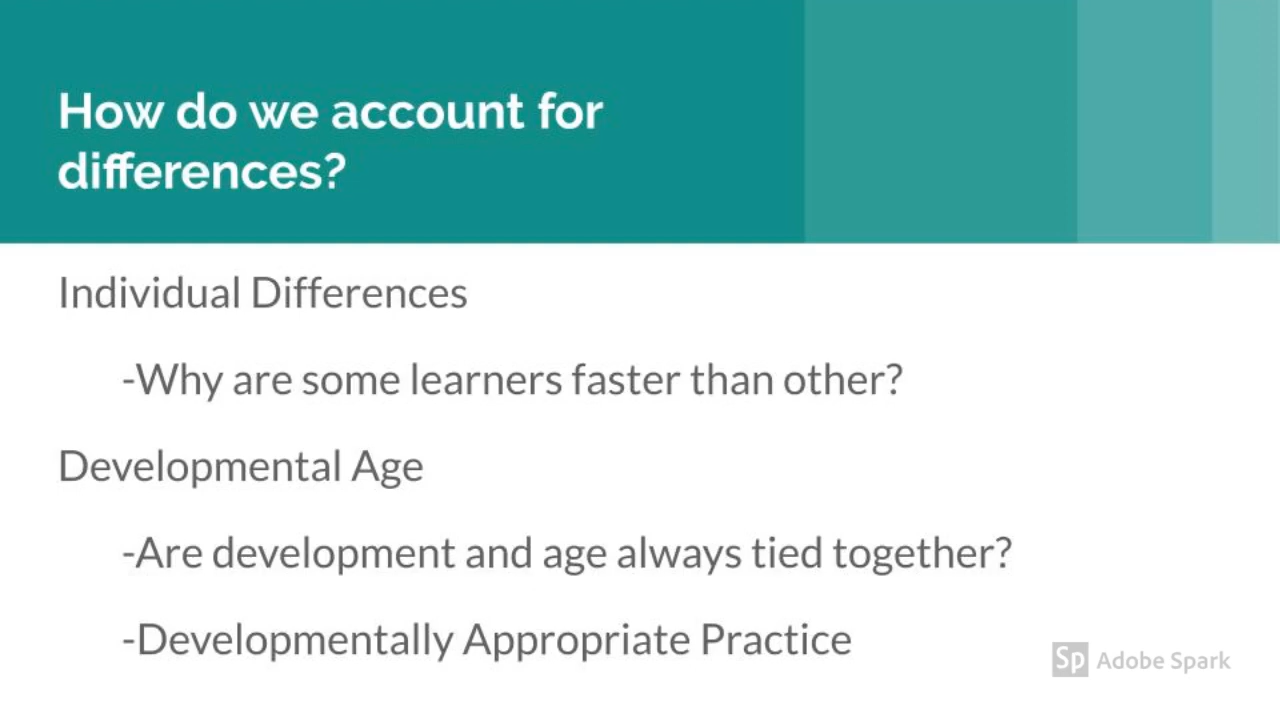 How do we account for
differences?
Individual Differences
-Why are some learners faster than other?
Developmental Age
-Are development and age always tied together?
-Developmentally Appropriate Practice
Sp Adobe Spark